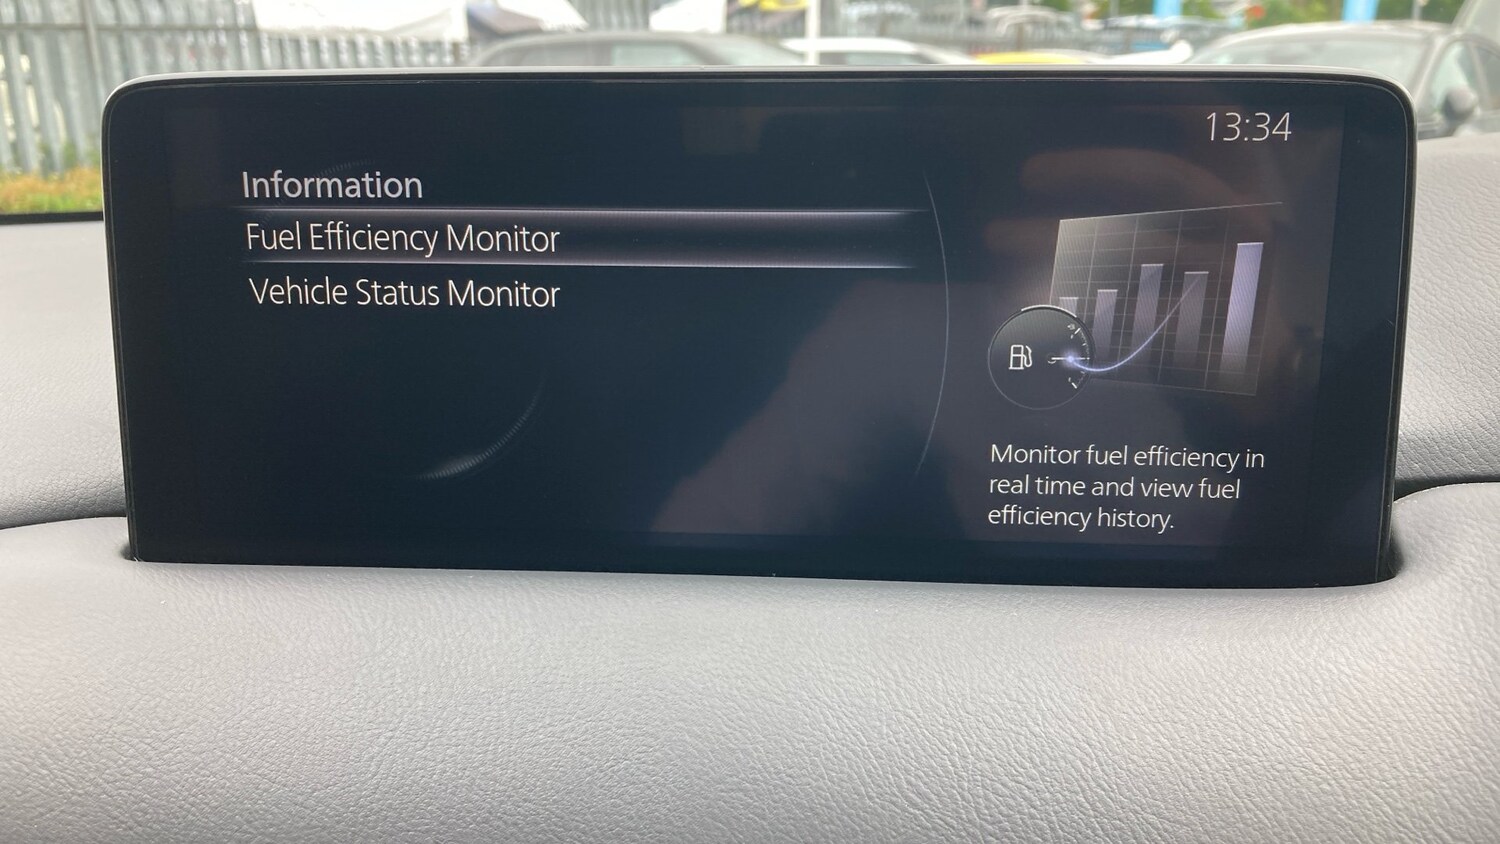 13:34
Information
Fuel Efficiency Monitor
Vehicle Status Monitor
Monitor fuel efficiency in
real time and view fuel
efficiency history.